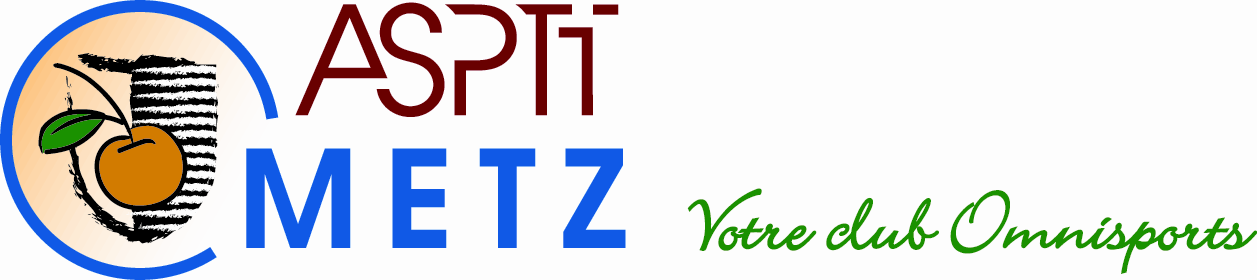 ASPTT
METZ
Votre club Omnisports